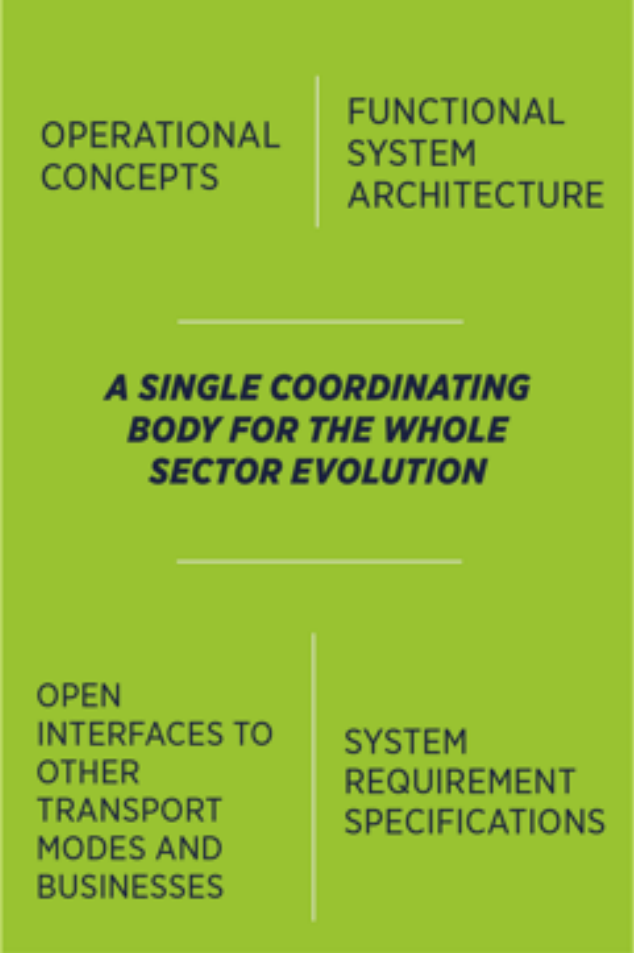 OPERATIONAL
CONCEPTS
FUNCTIONAL
SYSTEM
ARCHITECTURE
A SINGLE COORDINATING
BODY FOR THE WHOLE
SECTOR EVOLUTION
OPEN
INTERFACES TO
OTHER
TRANSPORT
MODES AND
BUSINESSES
SYSTEM
REQUIREMENT
SPECIFICATIONS